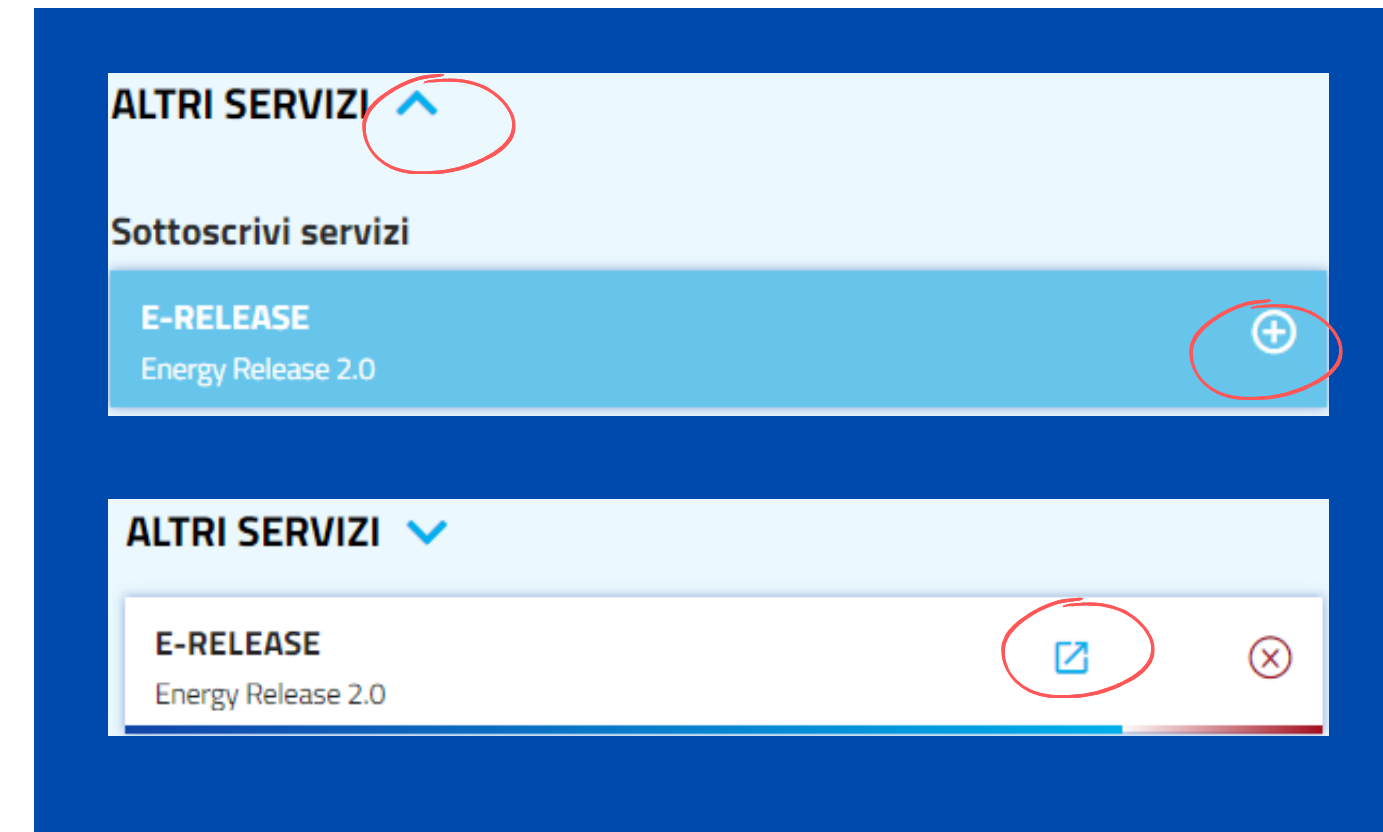 ALTRI SERVIZI
Sottoscrivi servizi
E-RELEASE
Energy Release 2.0
ALTRI SERVIZI
E-RELEASE
Energy Release 2.0